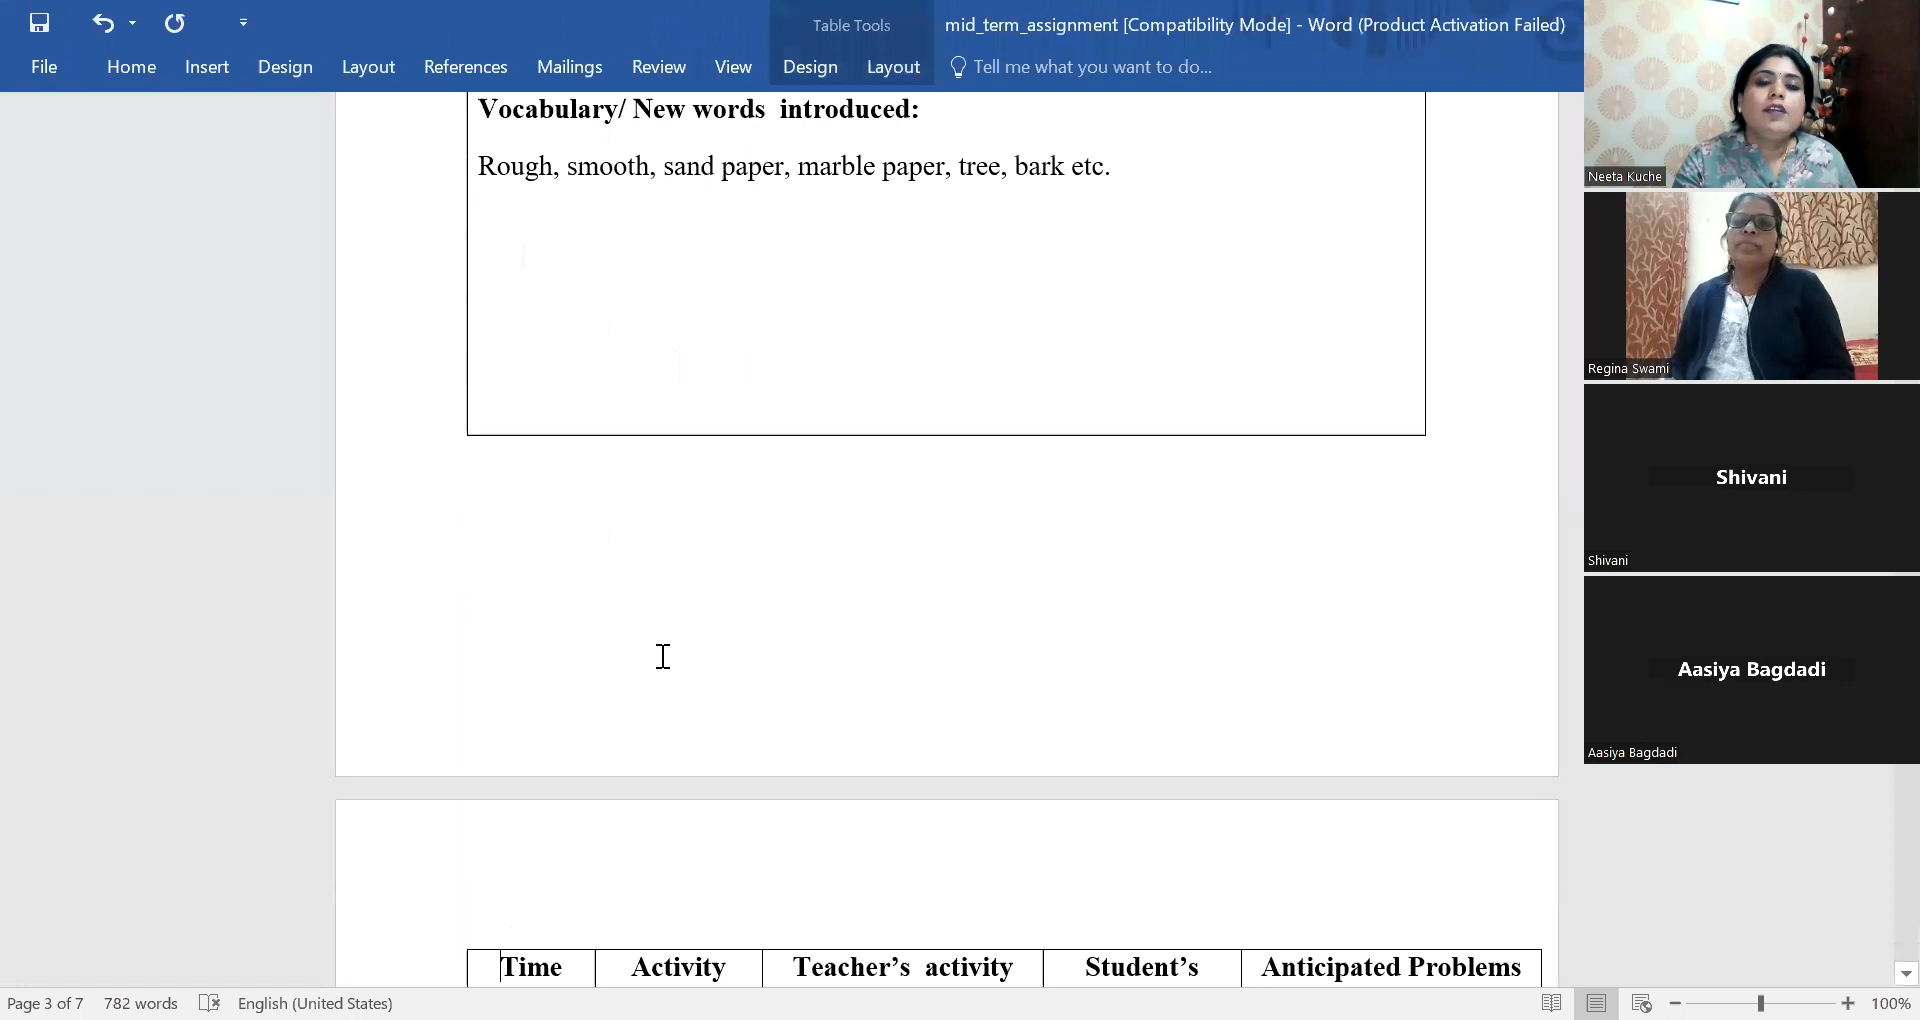 Table Tools
mid_term_assignment [Compatibility Mode] - Word (Product Activation Failed)
File Home Insert Design Layout References Mailings Review View Design Layout Tell me what you want to do...
Vocabulary/ New words introduced:
Rough, smooth, sand paper, marble paper, tree, bark etc.
Time Activity Teacher’s activity Student’s Anticipated Problems
Neeta Kuche
Regina Swami
Shivani
Shivani
Aasiya Bagdadi
Aasiya Bagdadi
Page 3 of 7 782 words English (United States) 100%